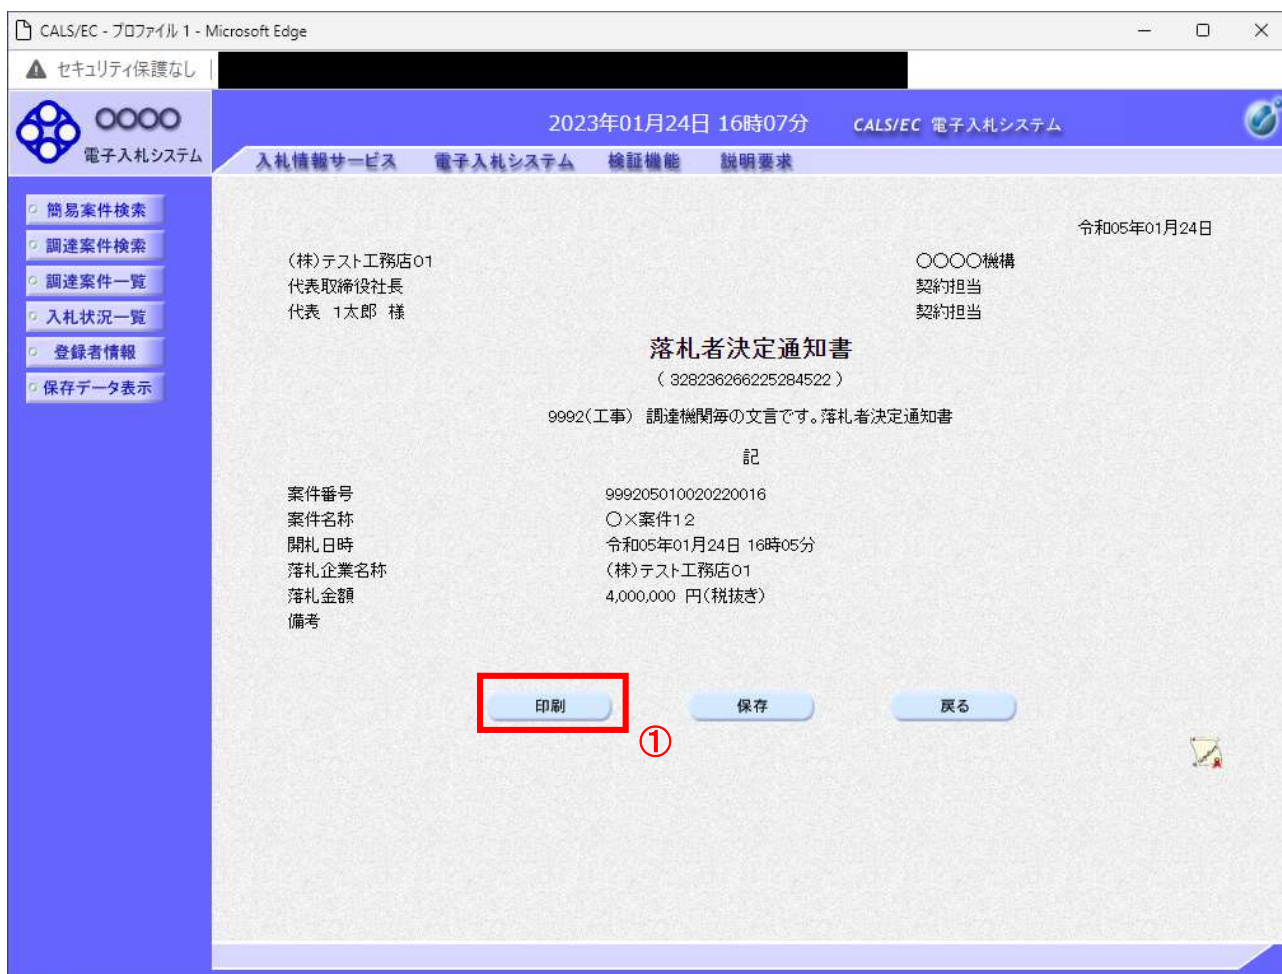 CALS/EC - プロファイル 1 - Microsoft Edge
セキュリティ保護なし
〇〇〇〇
電子入札システム
2023年01月24日 16時07分 CALS/EC 電子入札システム
入札情報サービス 電子入札システム 検証機能 説明要求
簡易案件検索
調達案件検索
調達案件一覧
入札状況一覧
登録者情報
保存データ表示
令和05年01月24日
(株)テスト工務店01 〇〇〇〇機構
代表取締役社長 契約担当
代表 1太郎 様 契約担当
落札者決定通知書
( 328236266225284522 )
9992(工事) 調達機関毎の文言です。落札者決定通知書
記
案件番号 999205010020220016
案件名称 〇×案件12
開札日時 令和05年01月24日 16時05分
落札企業名称 (株)テスト工務店01
落札金額 4,000,000 円(税抜き)
備考
印刷 保存 戻る
①